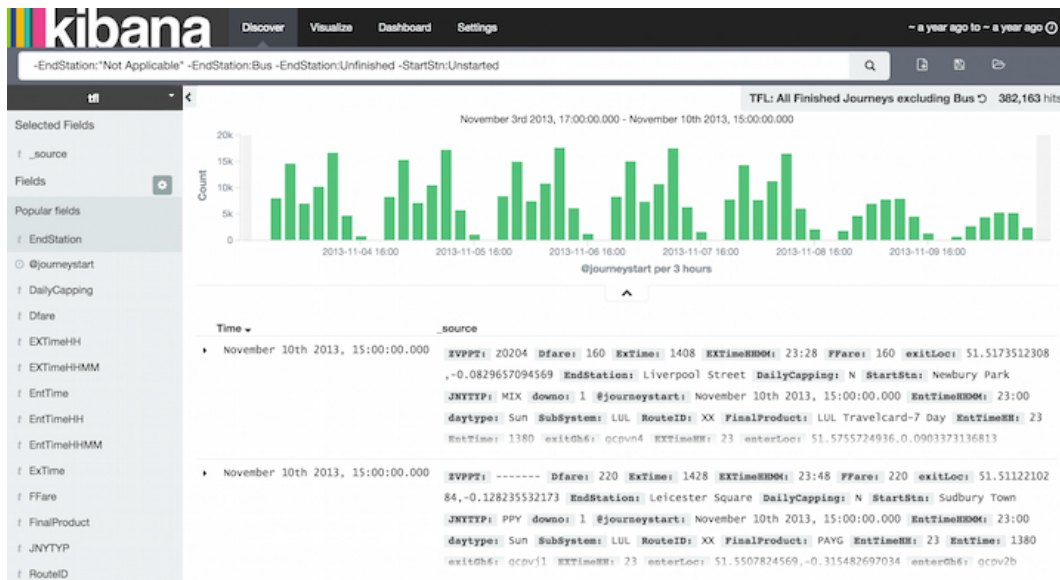 kibana Discover Visualize Dashboard Settings ~ a year ago to ~ a year ago
-EndStation:"Not Applicable" -EndStation:Bus -EndStation:Unfinished -StartStn:Unstarted
tfl
TFL: All Finished Journeys excluding Bus 382,163 hits
Selected Fields
t _source
Fields
Popular fields
t EndStation
@journeystart
t DailyCapping
t Dfare
t EXTimeHH
t EXTimeHHMM
t EntTime
t EntTimeHH
t EntTimeHHMM
t ExTime
t FFare
t FinalProduct
t JNYTYP
t RouteID
November 3rd 2013, 17:00:00.000 - November 10th 2013, 15:00:00.000
Count
20k
15k
10k
5k
0
2013-11-04 16:00 2013-11-05 16:00 2013-11-06 16:00 2013-11-07 16:00 2013-11-08 16:00 2013-11-09 16:00
@journeystart per 3 hours
Time _source
November 10th 2013, 15:00:00.000 ZVPPT: Z0204 Dfare: 160 ExTime: 1408 EXTimeHHMM: 23:28 FFare: 160 exitLoc: 51.5173512308
,-0.0829657094569 EndStation: Liverpool Street DailyCapping: N StartStn: Newbury Park
JNYTYP: MIX downo: 1 @journeystart: November 10th 2013, 15:00:00.000 EntTimeHHMM: 23:00
daytype: Sun SubSystem: LUL RouteID: XX FinalProduct: LUL Travelcard-7 Day EntTimeHH: 23
EntTime: 1380 exitGh6: gcpvn4 EXTimeHH: 23 enterLoc: 51.5755724936,0.0903373136813
November 10th 2013, 15:00:00.000 ZVPPT: ------- Dfare: 220 ExTime: 1428 EXTimeHHMM: 23:48 FFare: 220 exitLoc: 51.51122102
84,-0.128235532173 EndStation: Leicester Square DailyCapping: N StartStn: Sudbury Town
JNYTYP: PPY downo: 1 @journeystart: November 10th 2013, 15:00:00.000 EntTimeHHMM: 23:00
daytype: Sun SubSystem: LUL RouteID: XX FinalProduct: PAYG EntTimeHH: 23 EntTime: 1380
exitGh6: gcpvj1 EXTimeHH: 23 enterLoc: 51.5507824569,-0.315482697034 enterGh6: gcpv2b